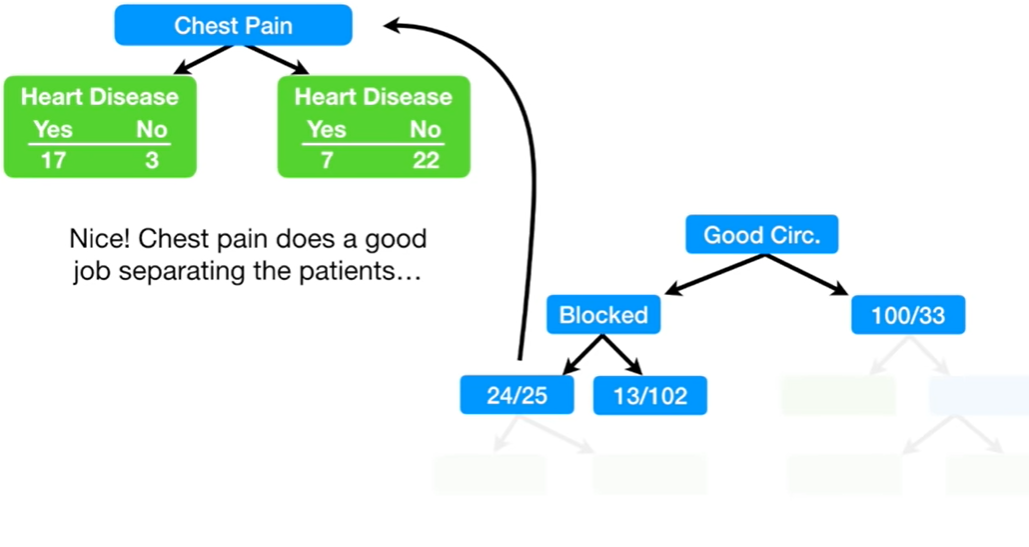 Chest Pain
Heart Disease
Yes No
17 3
Heart Disease
Yes No
7 22
Nice! Chest pain does a good
job separating the patients…
Good Circ.
Blocked
100/33
24/25
13/102